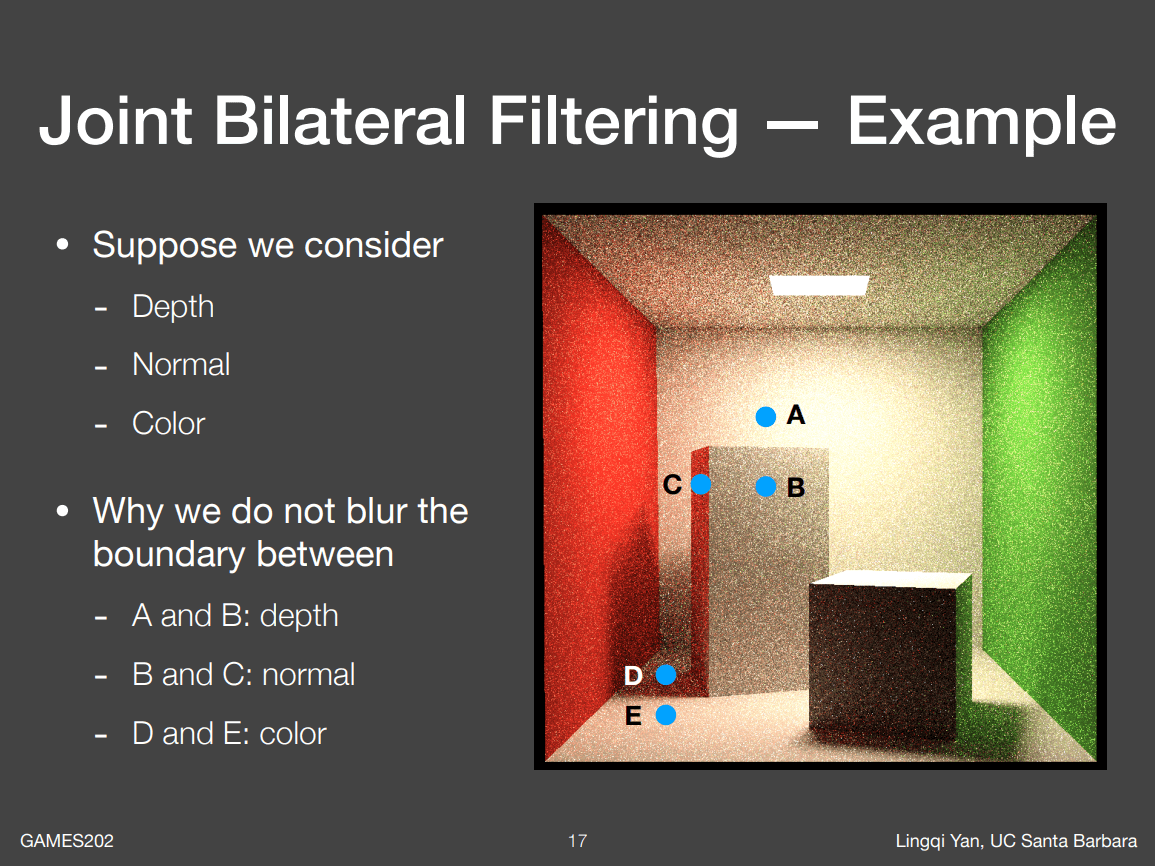 Joint Bilateral Filtering — Example
• Suppose we consider
- Depth
- Normal
- Color
• Why we do not blur the
boundary between
- A and B: depth
- B and C: normal
- D and E: color
A
C
B
D
E
GAMES202
17
Lingqi Yan, UC Santa Barbara